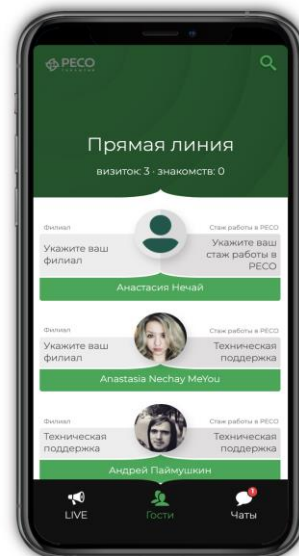 РЕСО
Прямая линия
визиток: 3 · знакомств: 0
Филиал
Стаж работы в РЕСО
Укажите ваш
филиал
Укажите ваш
стаж работы в
РЕСО
Анастасия Нечай
Филиал
Стаж работы в РЕСО
Укажите ваш
филиал
Техническая
поддержка
Anastasia Nechay MeYou
Филиал
Стаж работы в РЕСО
Техническая
поддержка
Техническая
поддержка
Андрей Паймушкин
LIVE
Гости
Чаты